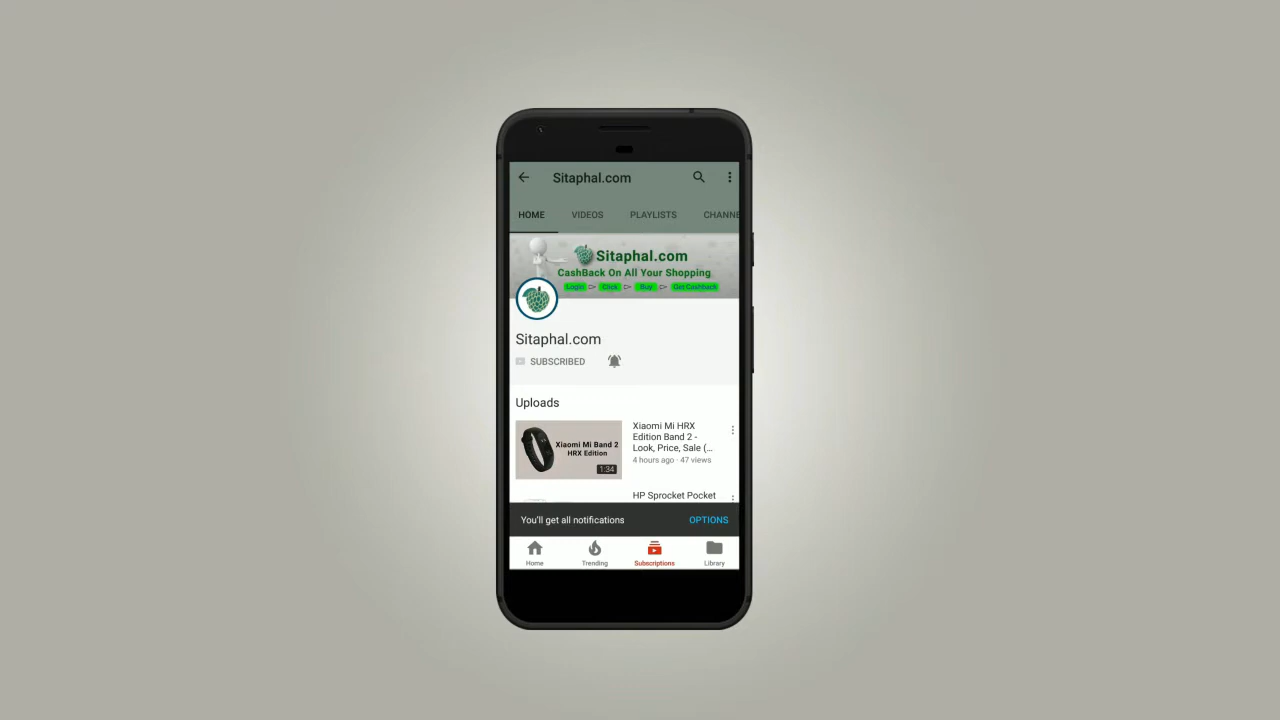 Sitaphal.com
HOME VIDEOS PLAYLISTS CHANNE
Sitaphal.com
CashBack On All Your Shopping
Login Click Buy Get Cashback
Sitaphal.com
SUBSCRIBED
Uploads
Xiaomi Mi Band 2
HRX Edition
1:34
Xiaomi Mi HRX
Edition Band 2 -
Look, Price, Sale (...
4 hours ago · 47 views
HP Sprocket Pocket
You'll get all notifications OPTIONS
Home Trending Subscriptions Library